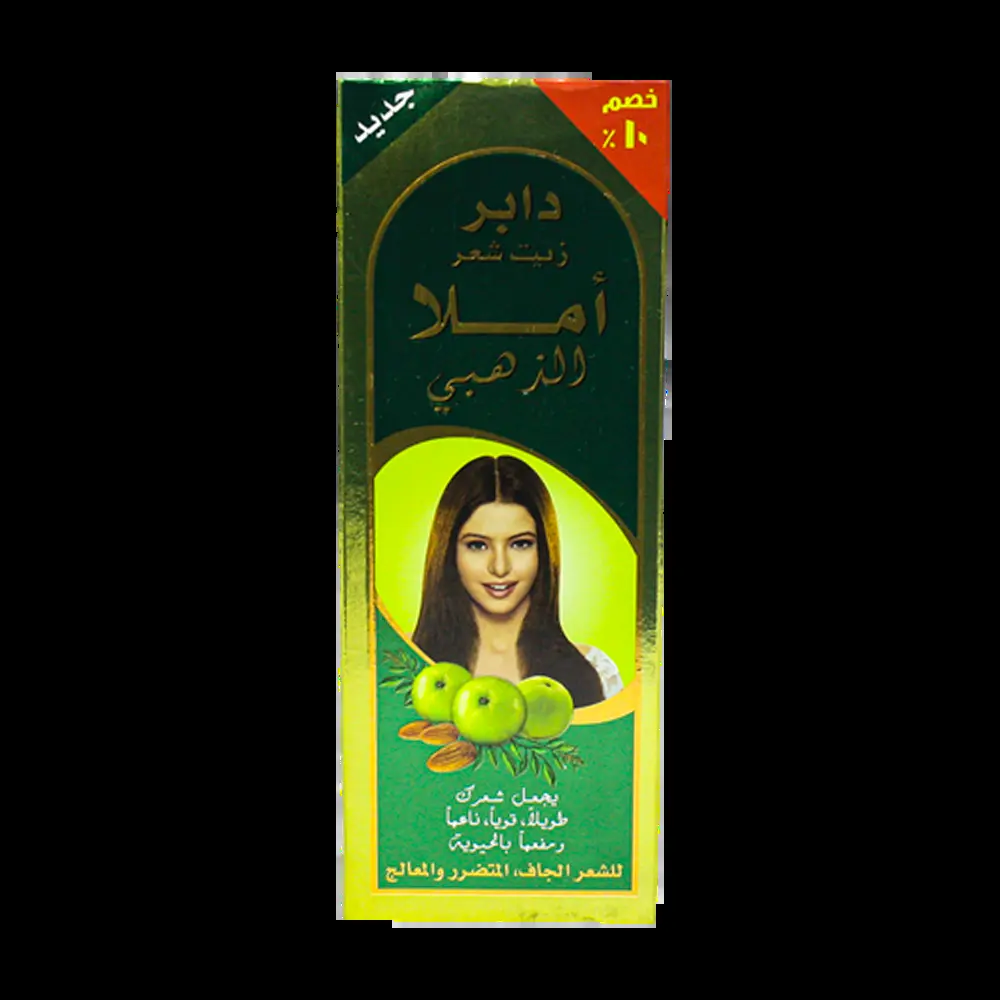 جديد
خصم
١٠٪
دابر
زيت شعر
أملا
الذهبي
يجعل شعرك
طويلاً، قوياً، ناعماً
ومفعماً بالحيوية
للشعر الجاف، المتضرر والمعالج